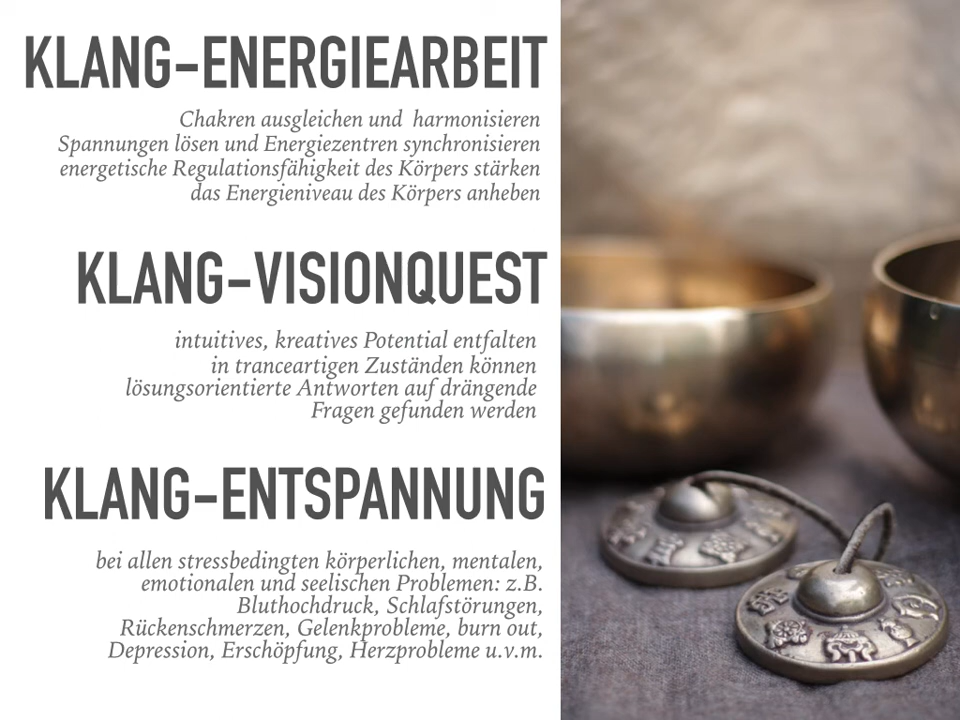 KLANG-ENERGIEARBEIT
Chakren ausgleichen und harmonisieren
Spannungen lösen und Energiezentren synchronisieren
energetische Regulationsfähigkeit des Körpers stärken
das Energieniveau des Körpers anheben
KLANG-VISIONQUEST
intuitives, kreatives Potential entfalten
in tranceartigen Zuständen können
lösungsorientierte Antworten auf drängende
Fragen gefunden werden
KLANG-ENTSPANNUNG
bei allen stressbedingten körperlichen, mentalen,
emotionalen und seelischen Problemen: z.B.
Bluthochdruck, Schlafstörungen,
Rückenschmerzen, Gelenkprobleme, burn out,
Depression, Erschöpfung, Herzprobleme u.v.m.